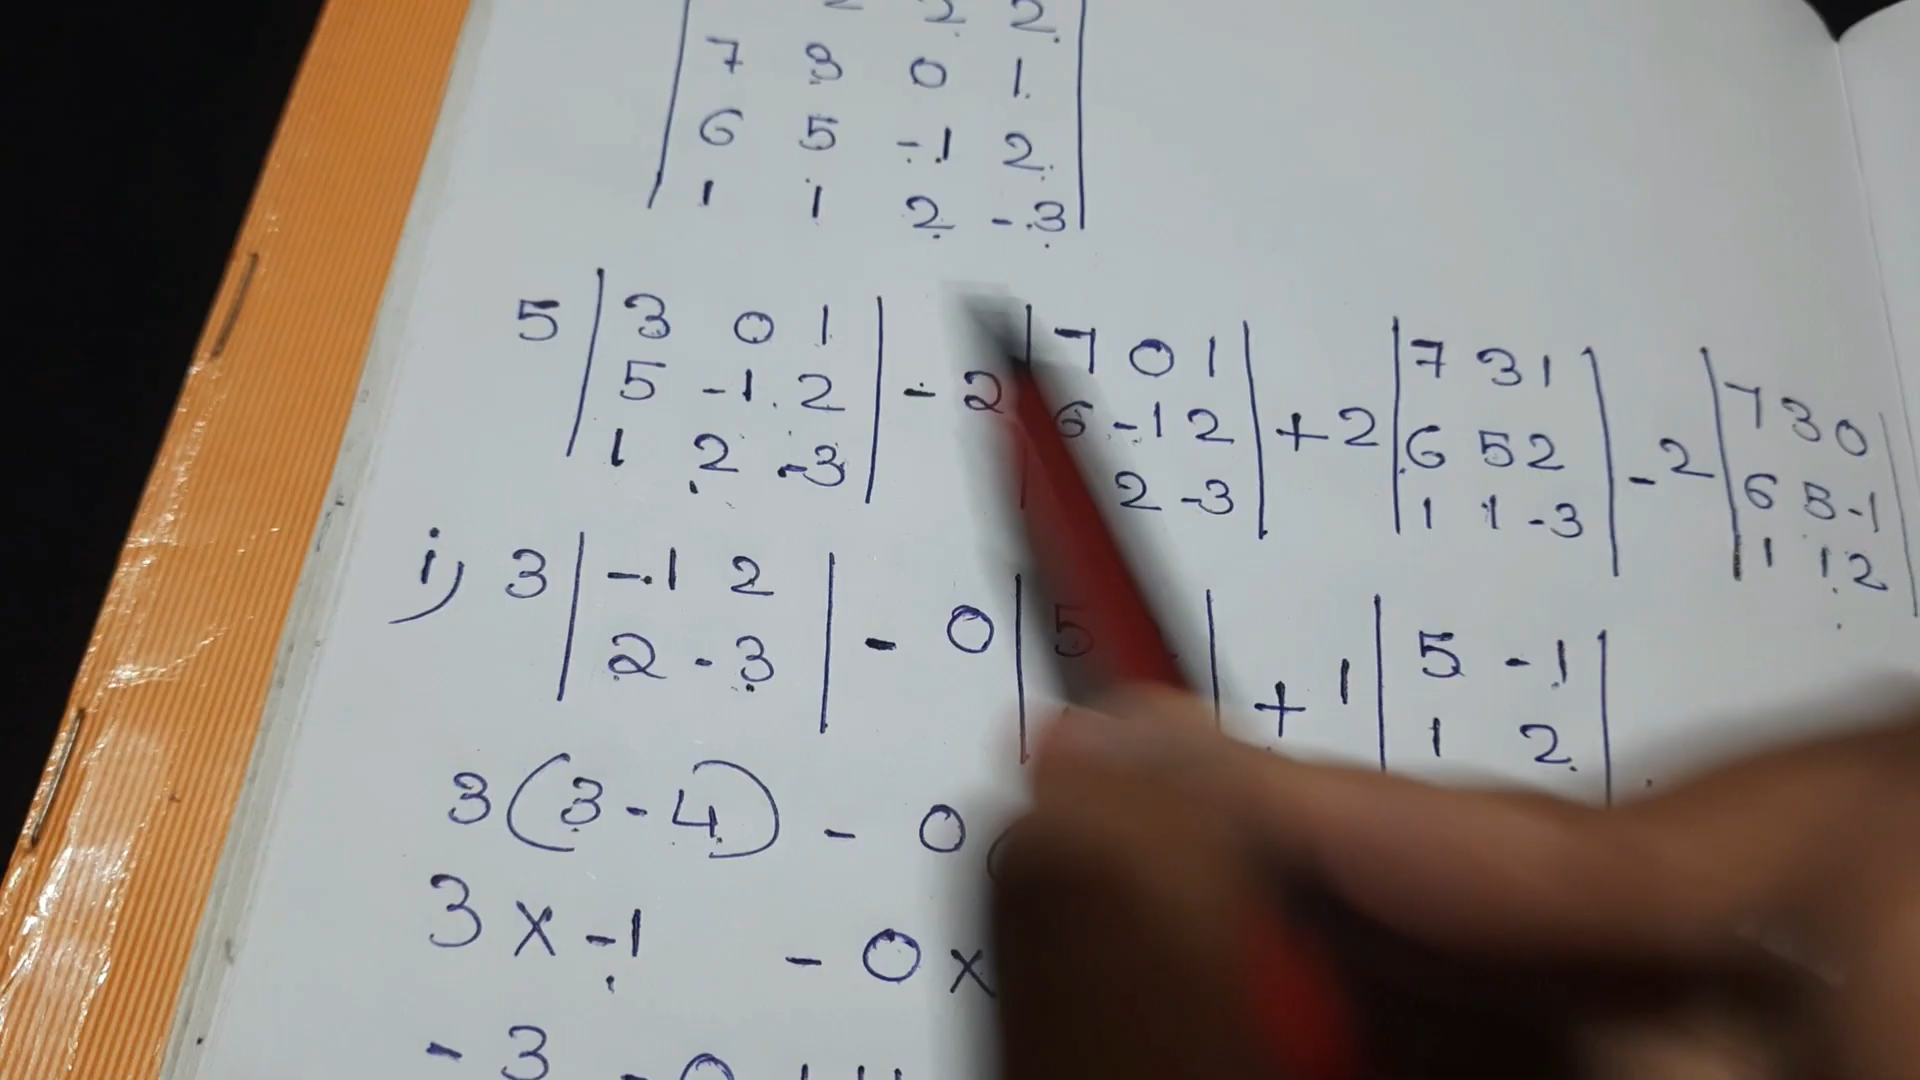 2 2 2
7 3 0 1
6 5 -1 2
1 1 2 -3
5 | 3 0 1 | - 2 | 7 0 1 | + 2 | 7 3 1 | - 2 | 7 3 0 |
| 5 -1 2 | | 6 -1 2 | | 6 5 2 | | 6 5 -1 |
| 1 2 -3 | | 2 -3 | | 1 1 -3 | | 1 1 2 |
i) 3 | -1 2 | - 0 | 5 | + 1 | 5 -1 |
| 2 -3 | | | | 1 2 |
3 ( 3 - 4 ) - 0 (
3 x -1 - 0 x
- 3 - 0